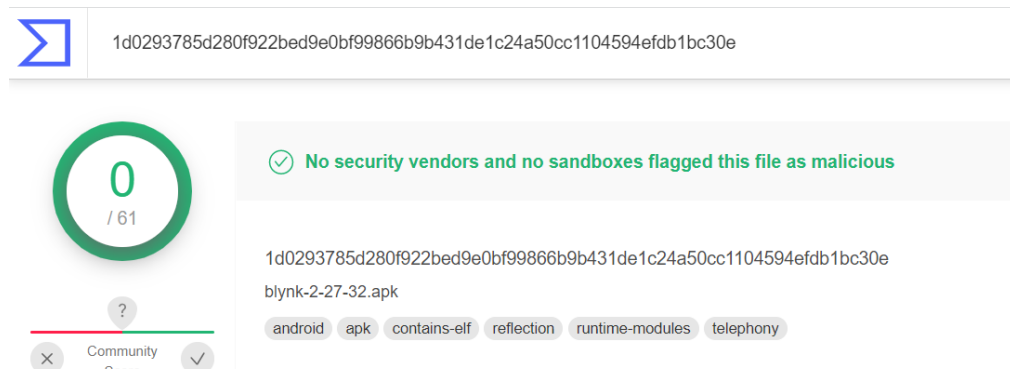 1d0293785d280f922bed9e0bf99866b9b431de1c24a50cc1104594efdb1bc30e
0
/ 61
No security vendors and no sandboxes flagged this file as malicious
1d0293785d280f922bed9e0bf99866b9b431de1c24a50cc1104594efdb1bc30e
blynk-2-27-32.apk
android apk contains-elf reflection runtime-modules telephony
?
Community